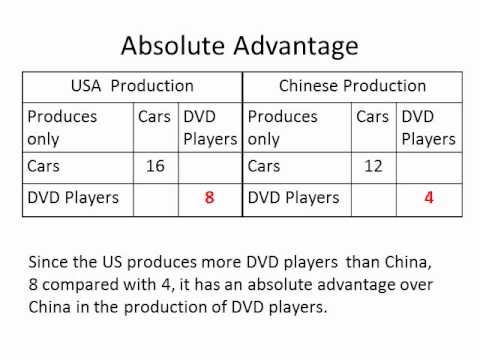 Absolute Advantage
USA Production Chinese Production
Produces only Cars DVD Players Produces only Cars DVD Players
Cars 16 Cars 12
DVD Players 8 DVD Players 4
Since the US produces more DVD players than China,
8 compared with 4, it has an absolute advantage over
China in the production of DVD players.